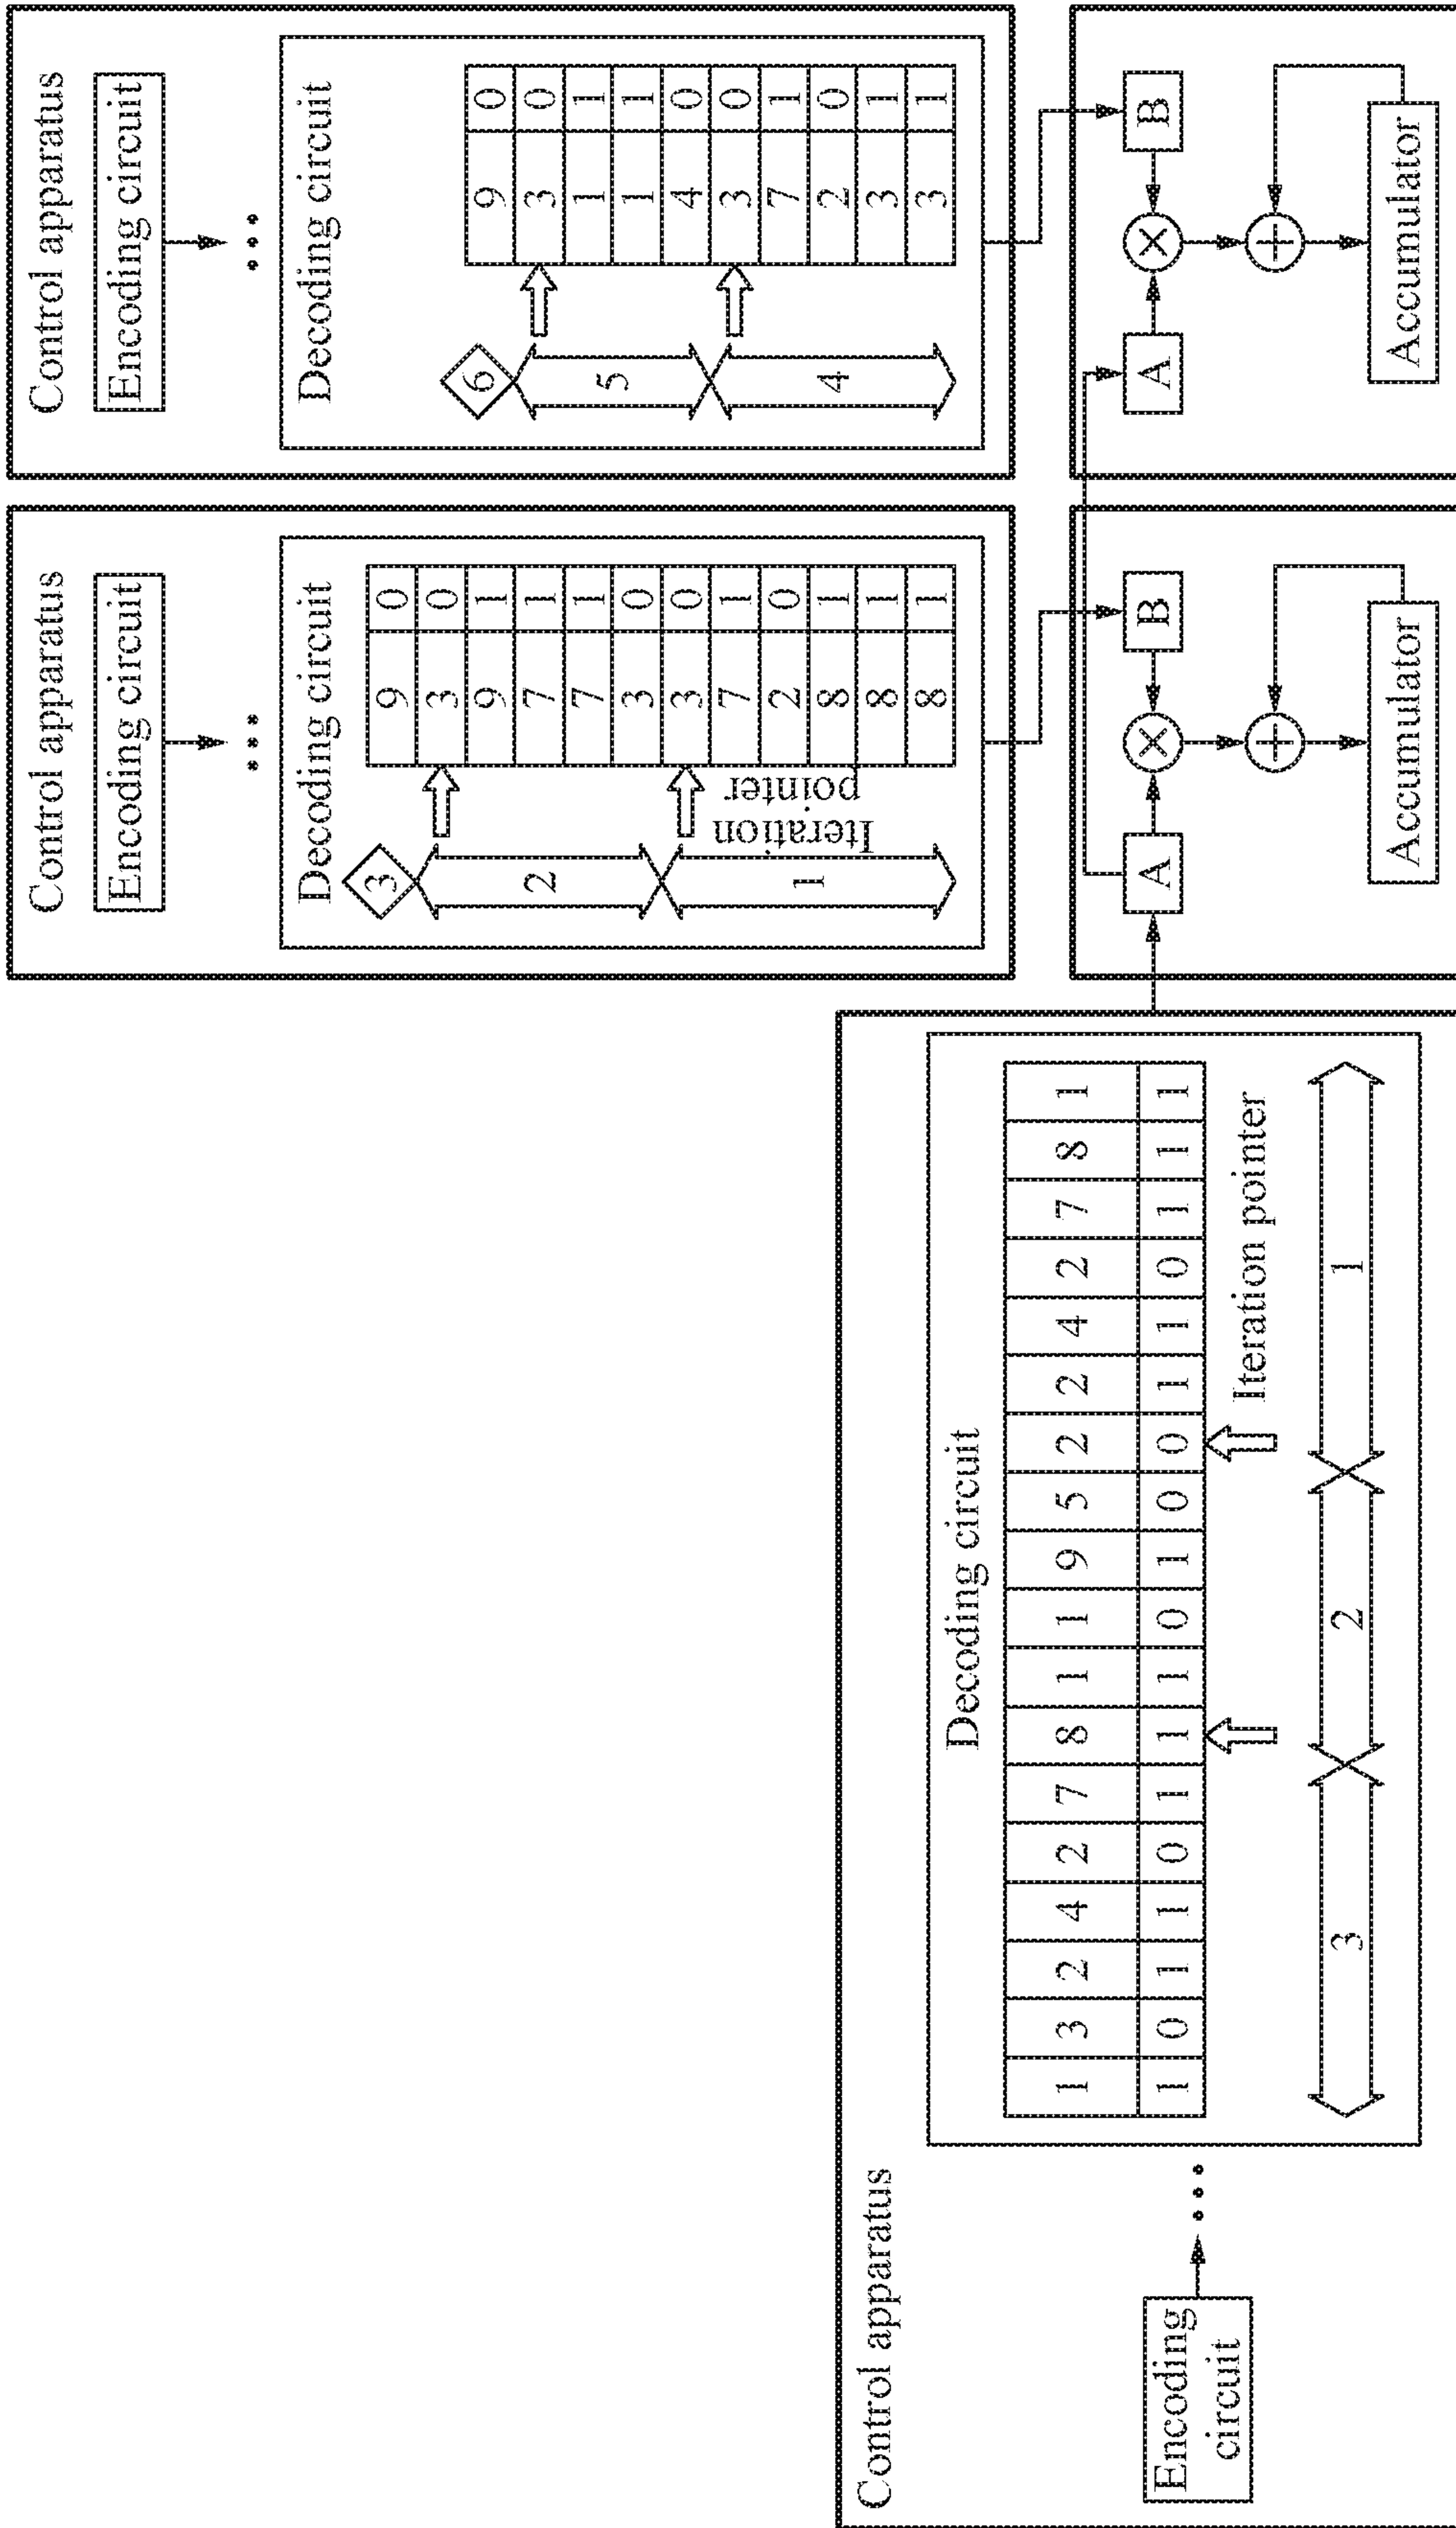 Control apparatus
Encoding circuit
Decoding circuit
9 0
3 0
9 1
7 1
7 1
3 0
3 0
7 1
2 0
8 1
8 1
8 1
3
2
1
Iteration
pointer
Control apparatus
Encoding circuit
Decoding circuit
9 0
3 0
1 1
1 1
4 0
3 0
7 1
2 0
3 1
3 1
6
5
4
Control apparatus
Encoding
circuit
Decoding circuit
1 3 2 4 2 7 8 1 1 9 5 2 2 4 2 7 8 1
1 0 1 1 0 1 1 1 0 1 0 0 1 1 0 1 1 1
Iteration pointer
3 2 1
A B
Accumulator
A B
Accumulator